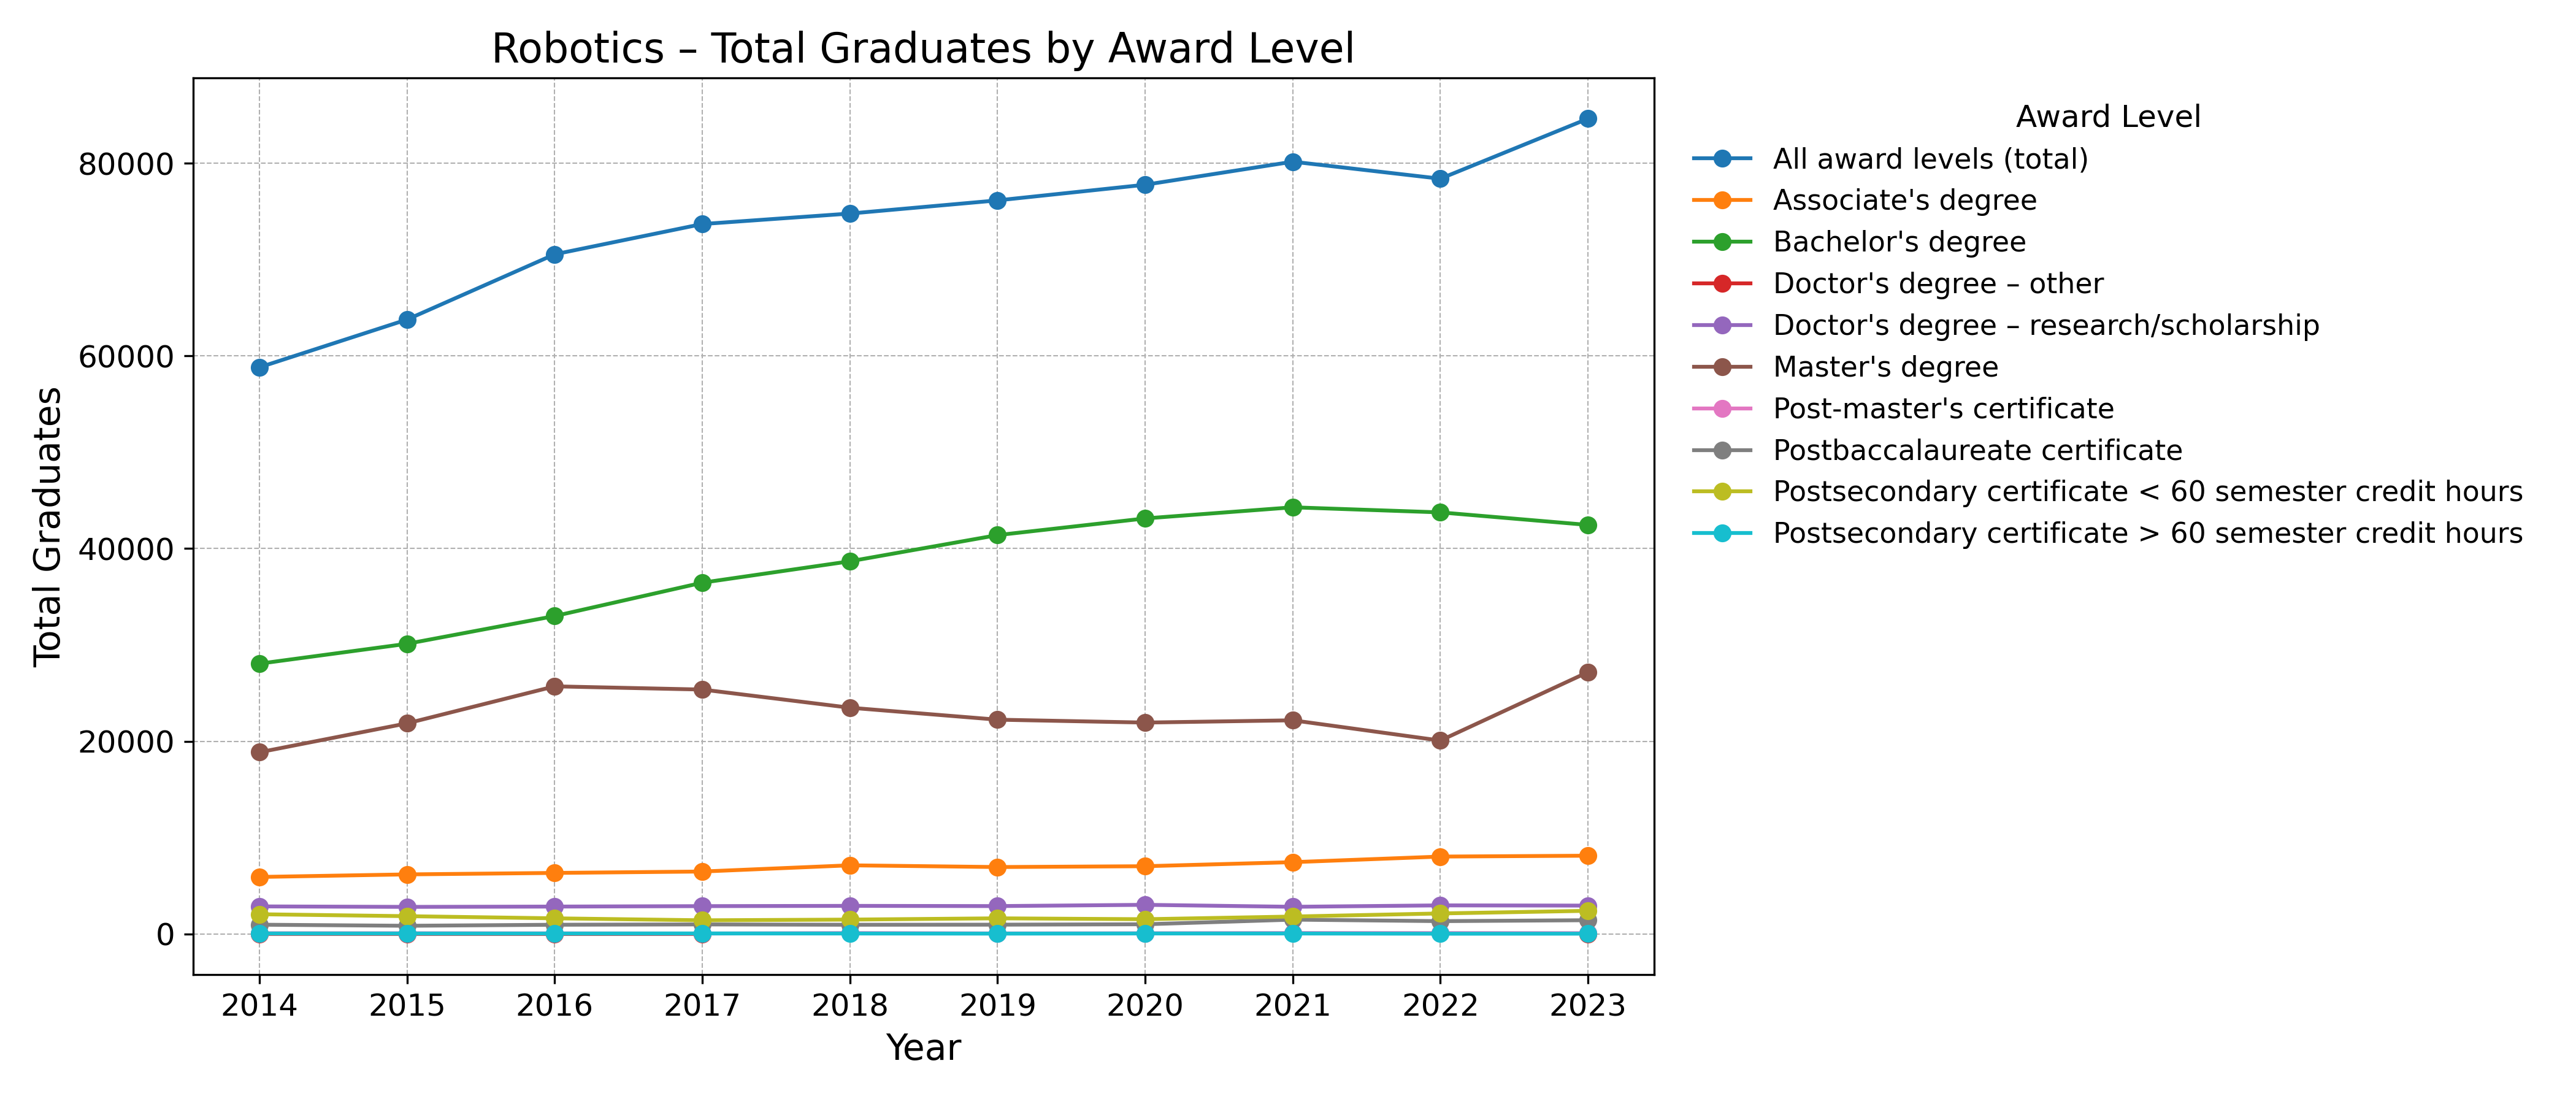 Robotics – Total Graduates by Award Level
Total Graduates
80000
60000
40000
20000
0
2014 2015 2016 2017 2018 2019 2020 2021 2022 2023
Year
Award Level
All award levels (total)
Associate's degree
Bachelor's degree
Doctor's degree – other
Doctor's degree – research/scholarship
Master's degree
Post-master's certificate
Postbaccalaureate certificate
Postsecondary certificate < 60 semester credit hours
Postsecondary certificate > 60 semester credit hours